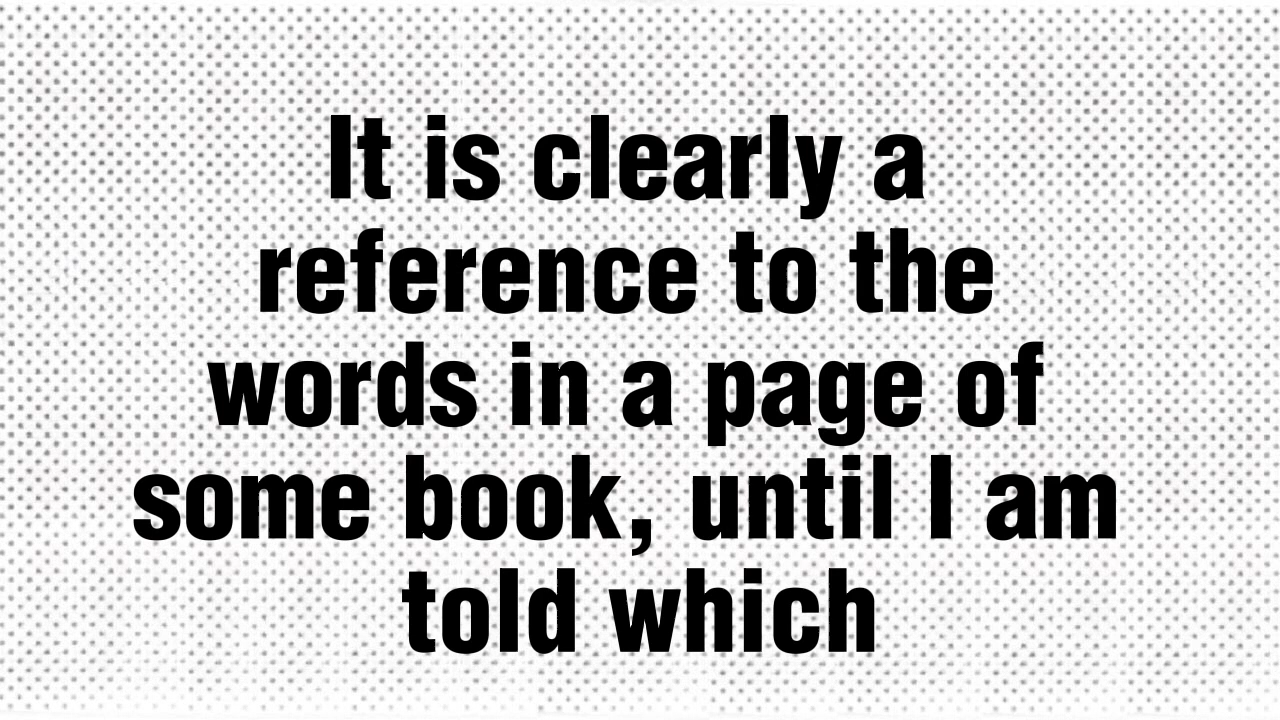 It is clearly a
reference to the
words in a page of
some book, until I am
told which